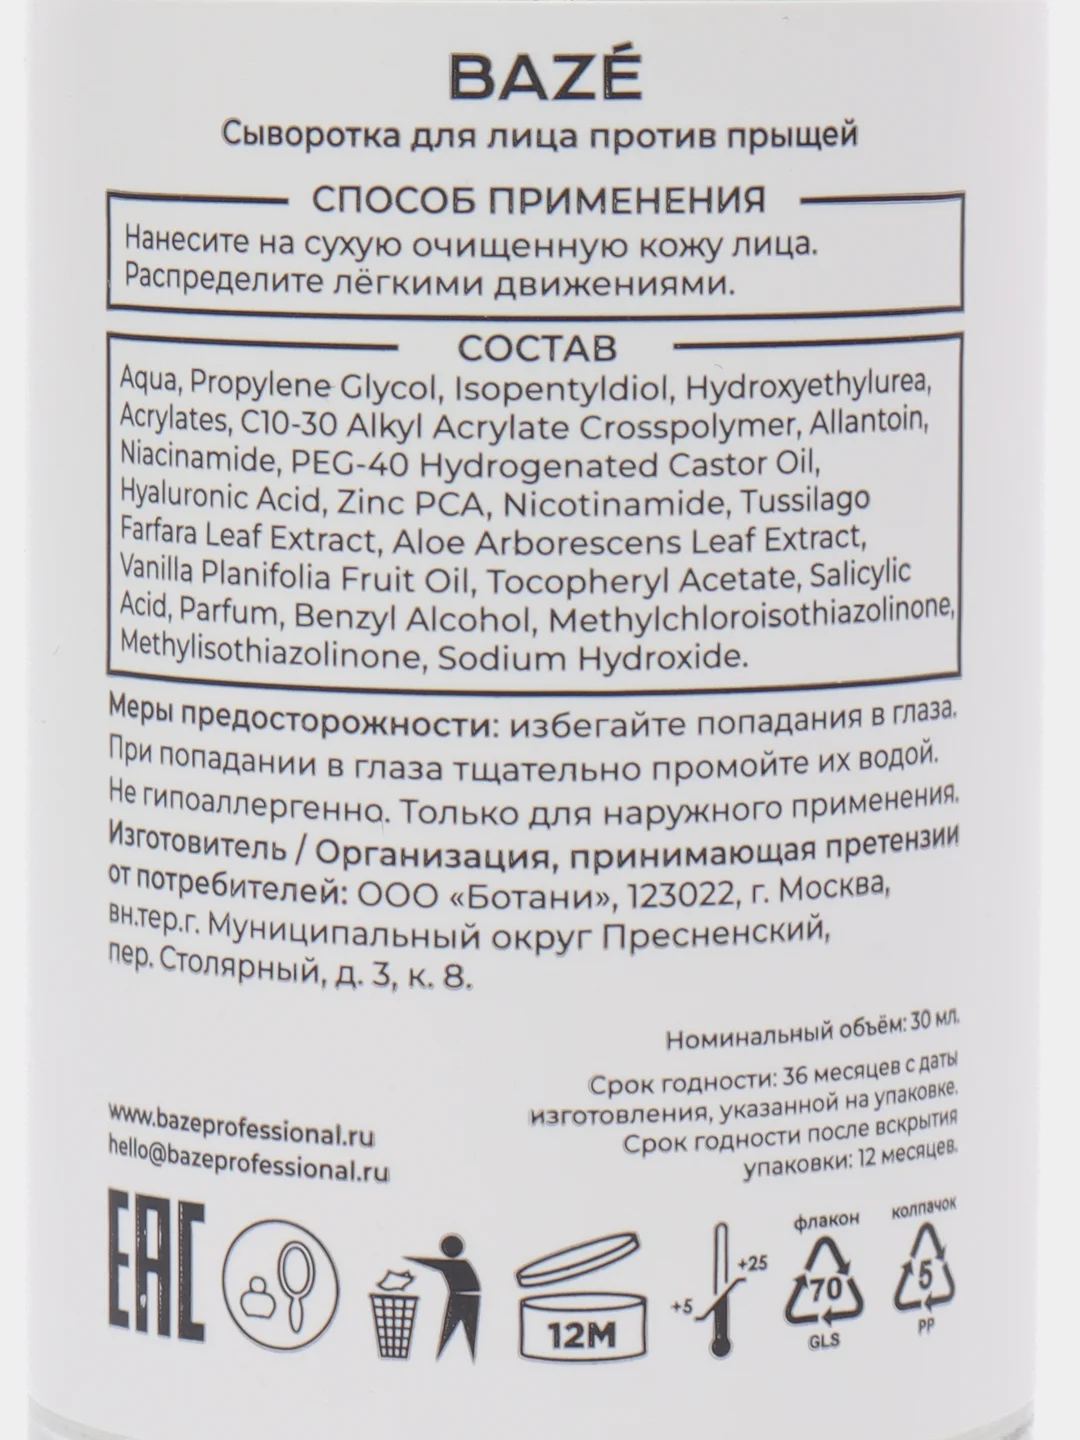 BAZÉ
Сыворотка для лица против прыщей
СПОСОБ ПРИМЕНЕНИЯ
Нанесите на сухую очищенную кожу лица.
Распределите лёгкими движениями.
СОСТАВ
Aqua, Propylene Glycol, Isopentyldiol, Hydroxyethylurea,
Acrylates, C10-30 Alkyl Acrylate Crosspolymer, Allantoin,
Niacinamide, PEG-40 Hydrogenated Castor Oil,
Hyaluronic Acid, Zinc PCA, Nicotinamide, Tussilago
Farfara Leaf Extract, Aloe Arborescens Leaf Extract,
Vanilla Planifolia Fruit Oil, Tocopheryl Acetate, Salicylic
Acid, Parfum, Benzyl Alcohol, Methylchloroisothiazolinone,
Methylisothiazolinone, Sodium Hydroxide.
Меры предосторожности: избегайте попадания в глаза.
При попадании в глаза тщательно промойте их водой.
Не гипоаллергенно. Только для наружного применения.
Изготовитель / Организация, принимающая претензии
от потребителей: ООО «Ботани», 123022, г. Москва,
вн.тер.г. Муниципальный округ Пресненский,
пер. Столярный, д. 3, к. 8.
Номинальный объём: 30 мл.
Срок годности: 36 месяцев с даты
изготовления, указанной на упаковке.
Срок годности после вскрытия
упаковки: 12 месяцев.
www.bazeprofessional.ru
hello@bazeprofessional.ru
EAC
12M
+5
+25
флакон
70
GLS
колпачок
5
PP